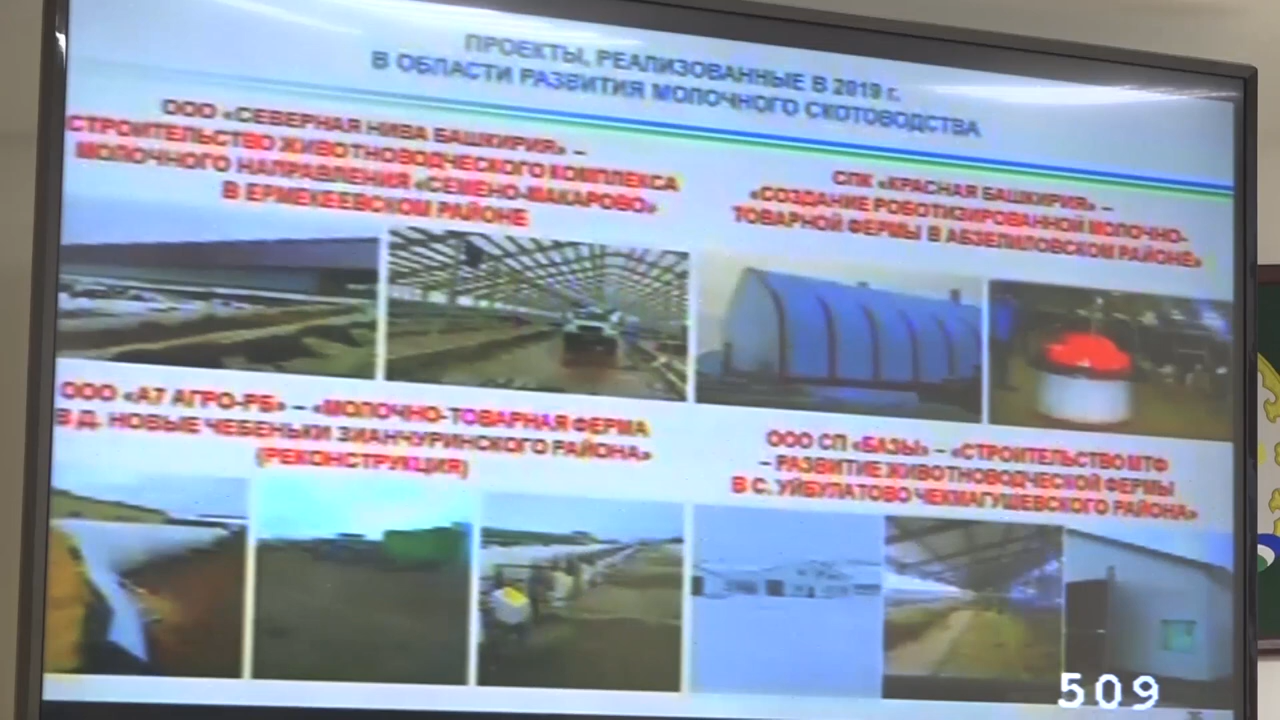 ПРОЕКТЫ, РЕАЛИЗОВАННЫЕ В 2019 г.
В ОБЛАСТИ РАЗВИТИЯ МОЛОЧНОГО СКОТОВОДСТВА
ООО «СЕВЕРНАЯ НИВА БАШКИРИЯ» –
СТРОИТЕЛЬСТВО ЖИВОТНОВОДЧЕСКОГО КОМПЛЕКСА
МОЛОЧНОГО НАПРАВЛЕНИЯ «СЕМЕНО-МАКАРОВО»
В ЕРМЕКЕЕВСКОМ РАЙОНЕ
СПК «КРАСНАЯ БАШКИРИЯ» –
«СОЗДАНИЕ РОБОТИЗИРОВАННОЙ МОЛОЧНО-
ТОВАРНОЙ ФЕРМЫ В АБЗЕЛИЛОВСКОМ РАЙОНЕ»
ООО «А7 АГРО-РБ» – «МОЛОЧНО-ТОВАРНАЯ ФЕРМА
В Д. НОВЫЕ ЧЕБЕНЬКИ ЗИАНЧУРИНСКОГО РАЙОНА»
(РЕКОНСТРУКЦИЯ)
ООО СП «БАЗЫ» – «СТРОИТЕЛЬСТВО МТФ
– РАЗВИТИЕ ЖИВОТНОВОДЧЕСКОЙ ФЕРМЫ
В С. УЙБУЛАТОВО ЧЕКМАГУШЕВСКОГО РАЙОНА»
509